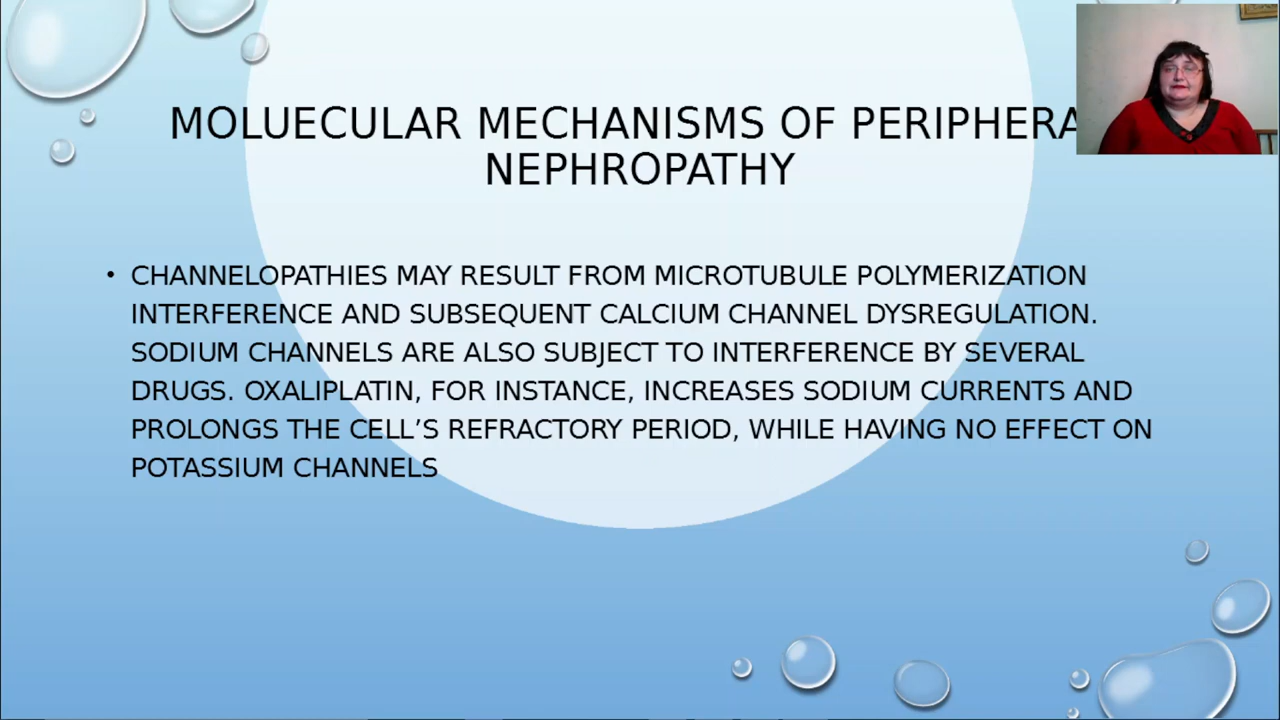 MOLUECULAR MECHANISMS OF PERIPHERA
NEPHROPATHY
• CHANNELOPATHIES MAY RESULT FROM MICROTUBULE POLYMERIZATION
INTERFERENCE AND SUBSEQUENT CALCIUM CHANNEL DYSREGULATION.
SODIUM CHANNELS ARE ALSO SUBJECT TO INTERFERENCE BY SEVERAL
DRUGS. OXALIPLATIN, FOR INSTANCE, INCREASES SODIUM CURRENTS AND
PROLONGS THE CELL’S REFRACTORY PERIOD, WHILE HAVING NO EFFECT ON
POTASSIUM CHANNELS